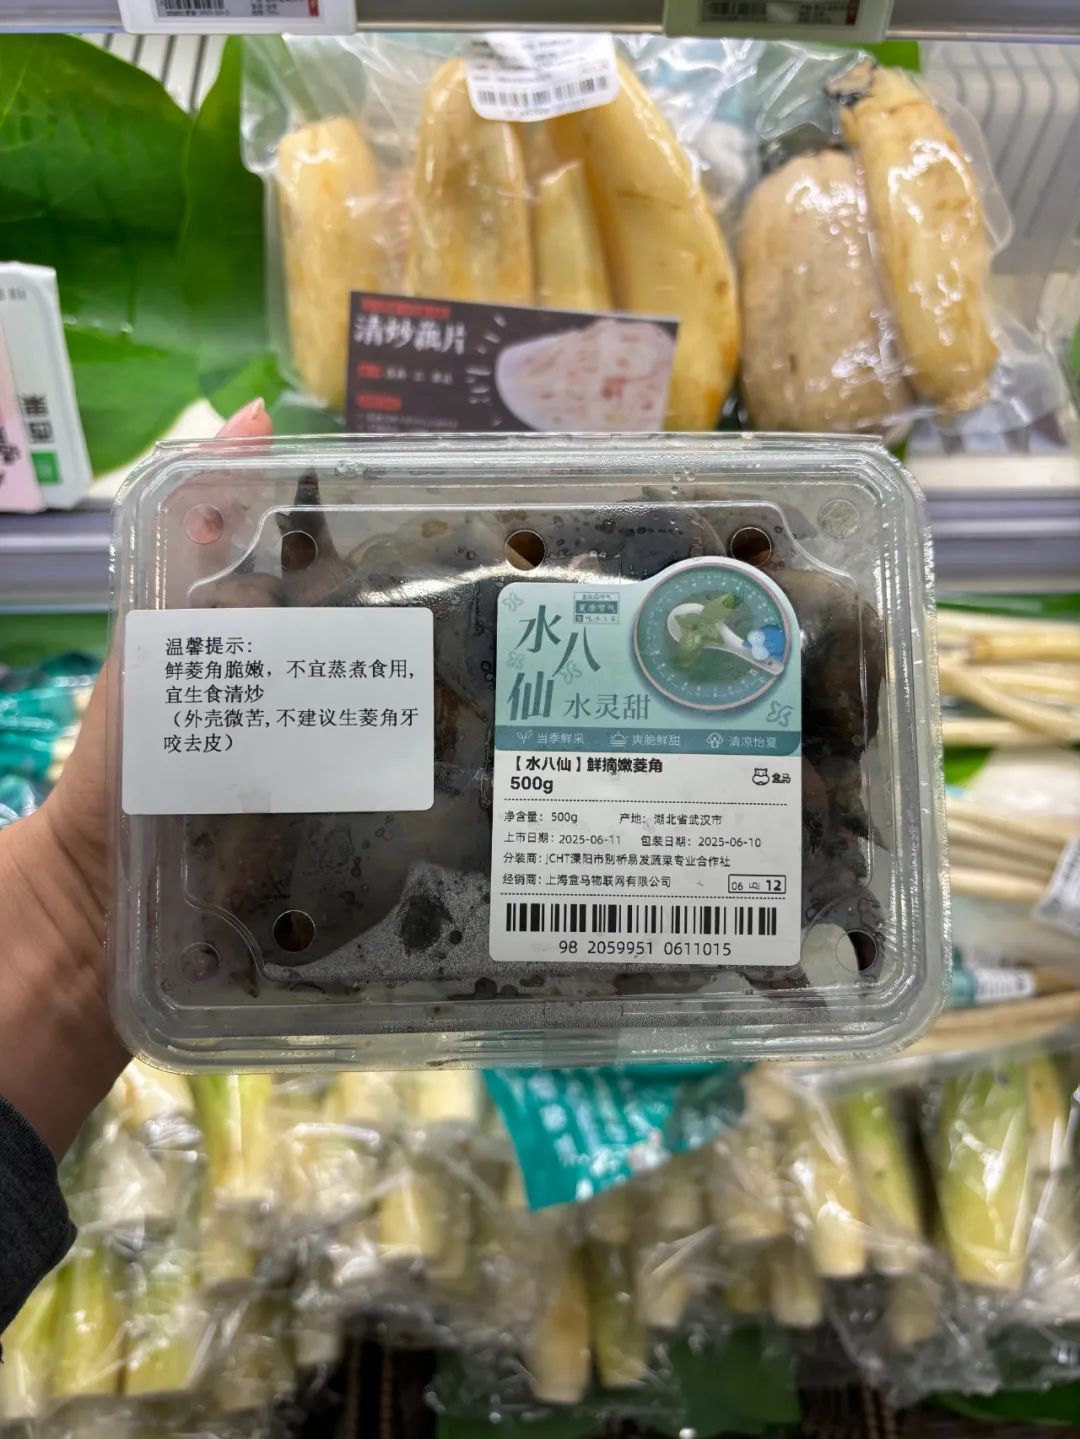 清炒藕片
温馨提示:
鲜菱角脆嫩，不宜蒸煮食用,
宜生食清炒
（外壳微苦,不建议生菱角牙
咬去皮）
水八仙
水灵甜
当季鲜采 爽脆鲜甜 清凉怡夏
【水八仙】鲜摘嫩菱角
500g
盒马
净含量: 500g 产地: 湖北省武汉市
上市日期: 2025-06-11 包装日期: 2025-06-10
分装商: JCHT溧阳市别桥易发蔬菜专业合作社
经销商: 上海盒马物联网有限公司
98 2059951 0611015